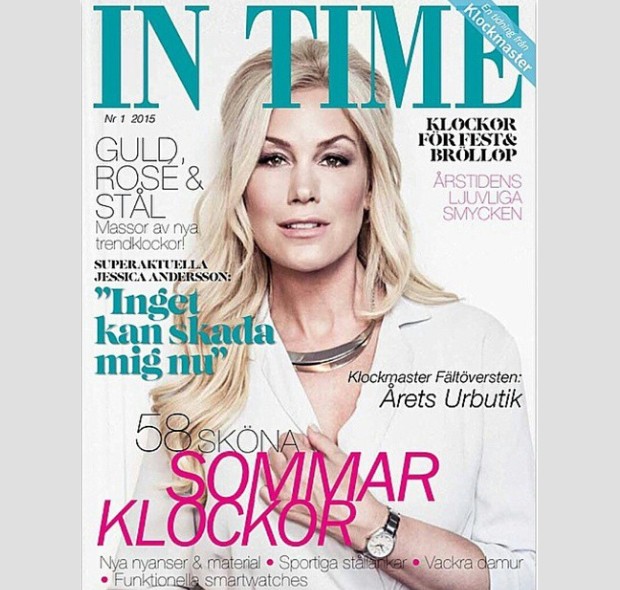 IN TIME
En tidning från
Klockmaster
Nr 1 2015
GULD,
ROSÉ &
STÅL
Massor av nya
trendklockor!
KLOCKOR
FÖR FEST &
BRÖLLOP
ÅRSTIDENS
LJUVLIGA
SMYCKEN
SUPERAKTUELLA
JESSICA ANDERSSON:
”Inget
kan skada
mig nu”
Klockmaster Fältöversten:
Årets Urbutik
58 SKÖNA
SOMMAR
KLOCKOR
Nya nyanser & material • Sportiga stållänkar • Vackra damur
• Funktionella smartwatches